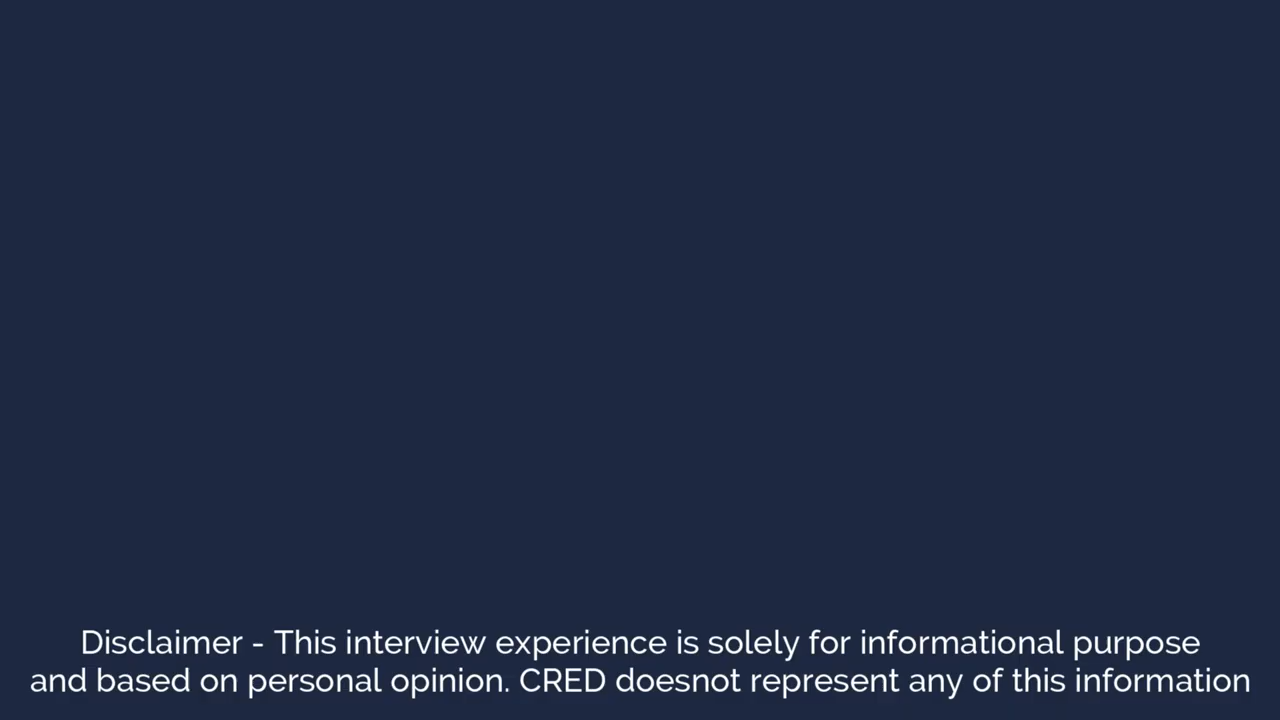 Disclaimer - This interview experience is solely for informational purpose
and based on personal opinion. CRED doesnot represent any of this information